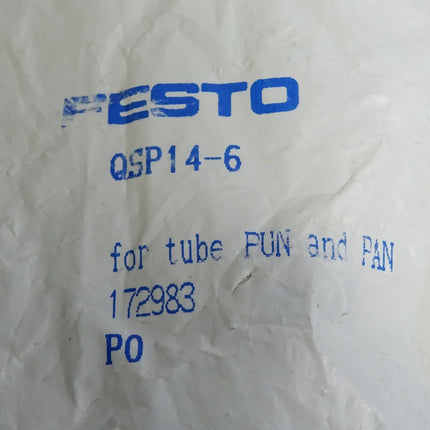 FESTO
QSP14-6
for tube PUN and PAN
172983
PO